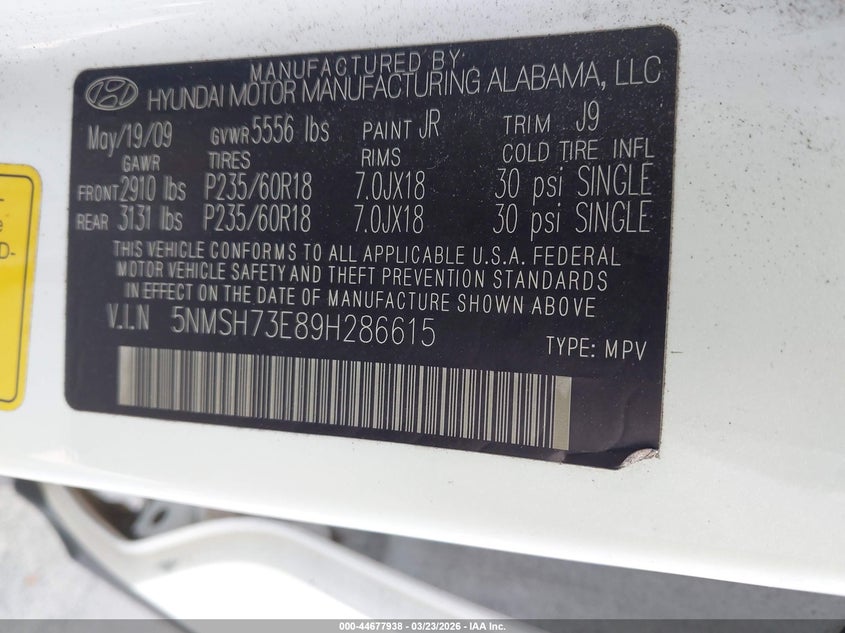 MANUFACTURED BY
HYUNDAI MOTOR MANUFACTURING ALABAMA, LLC
May/19/09 GVWR 5556 lbs PAINT JR TRIM J9
GAWR TIRES RIMS COLD TIRE INFL
FRONT 2910 lbs P235/60R18 7.0JX18 30 psi SINGLE
REAR 3131 lbs P235/60R18 7.0JX18 30 psi SINGLE
THIS VEHICLE CONFORMS TO ALL APPLICABLE U.S.A. FEDERAL
MOTOR VEHICLE SAFETY AND THEFT PREVENTION STANDARDS
IN EFFECT ON THE DATE OF MANUFACTURE SHOWN ABOVE
V.I.N 5NMSH73E89H286615
TYPE: MPV
e
D-
000-44677938 - 03/23/2026 - IAA Inc.